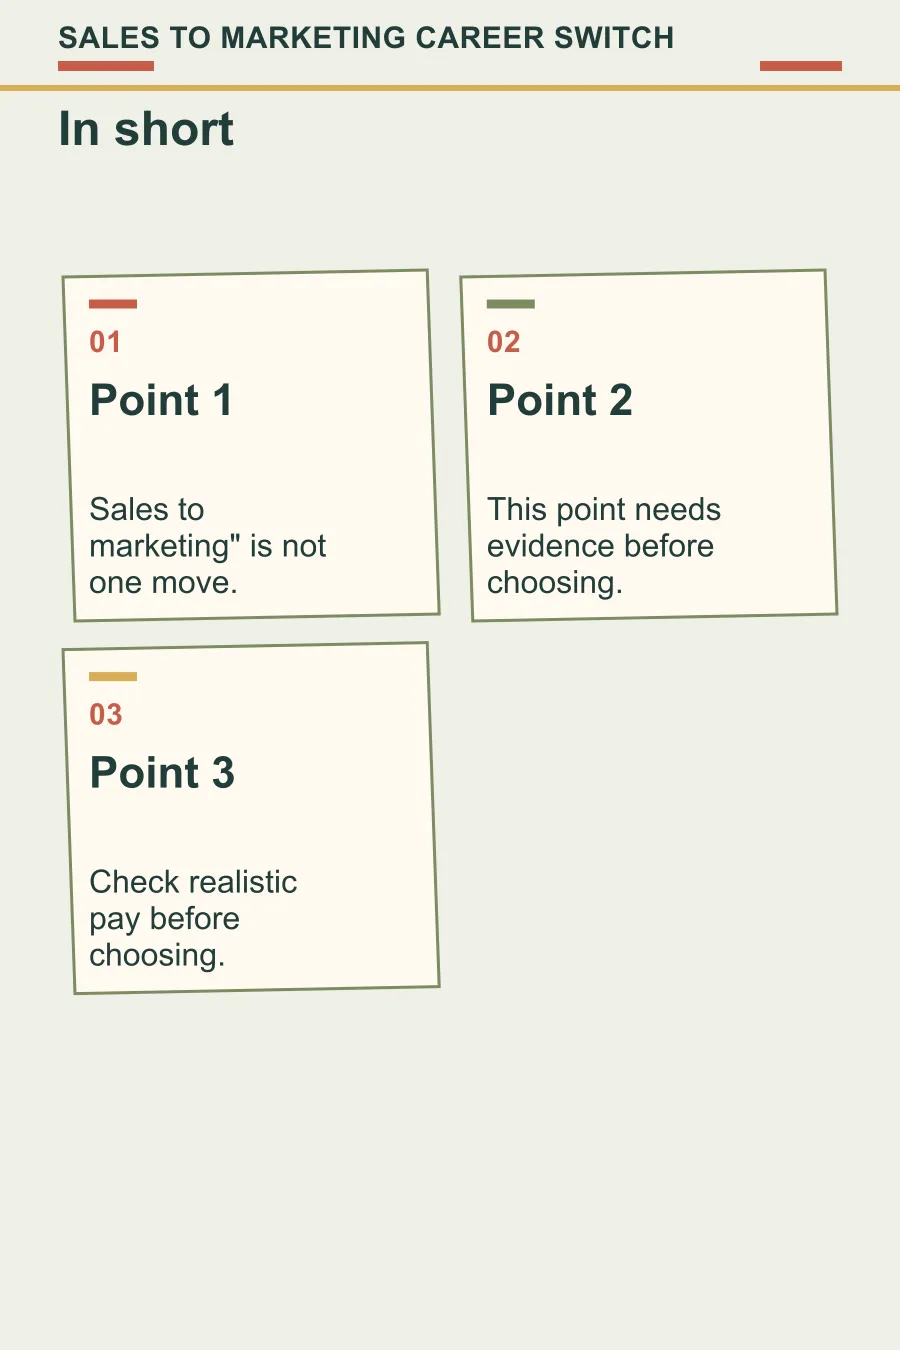 SALES TO MARKETING CAREER SWITCH
In short
01
Point 1
Sales to
marketing" is not
one move.
02
Point 2
This point needs
evidence before
choosing.
03
Point 3
Check realistic
pay before
choosing.